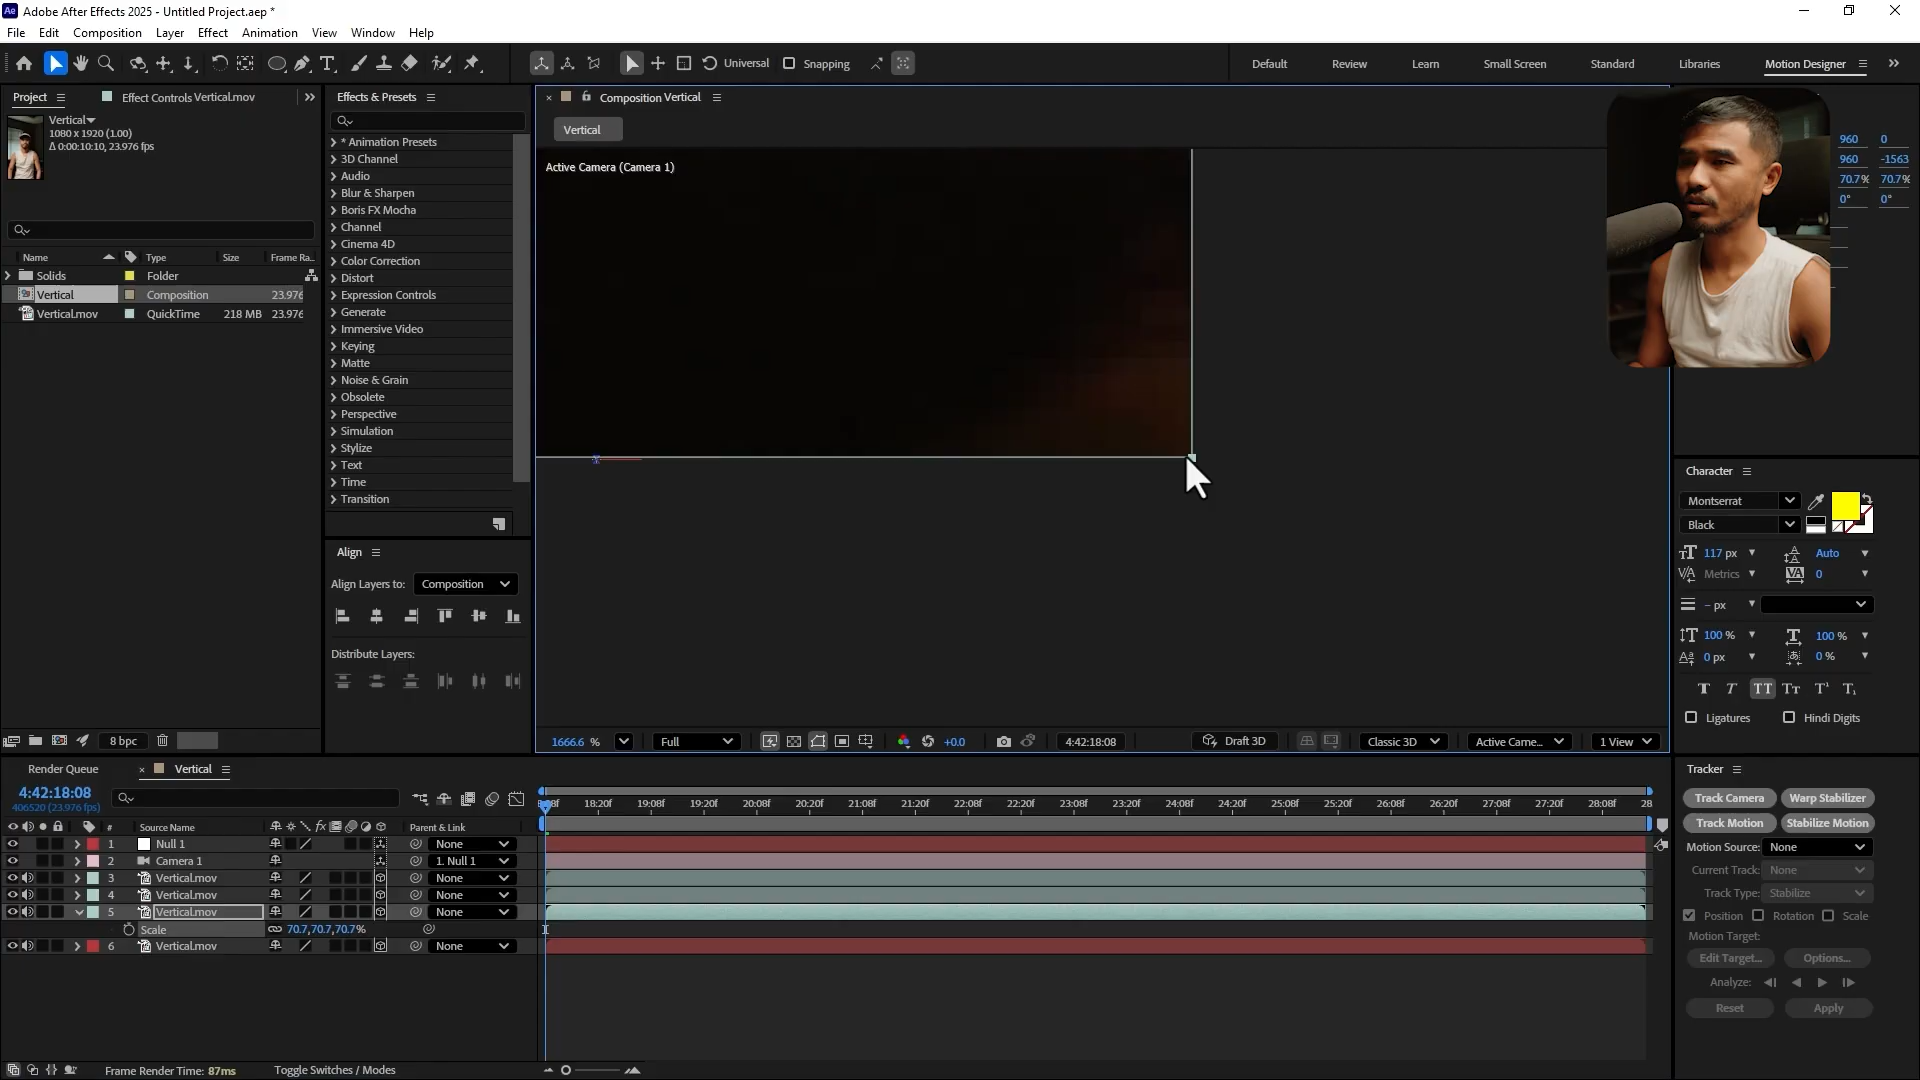 Adobe After Effects 2025 - Untitled Project.aep *
File Edit Composition Layer Effect Animation View Window Help
Universal Snapping Default Review Learn Small Screen Standard Libraries Motion Designer
Project Effect Controls Vertical.mov
Vertical
1080 x 1920 (1.00)
Δ 0:00:10:10, 23.976 fps
Name Type Size Frame Ra...
Solids Folder
Vertical Composition 23.976
Vertical.mov QuickTime 218 MB 23.976
8 bpc
Effects & Presets
* Animation Presets
3D Channel
Audio
Blur & Sharpen
Boris FX Mocha
Channel
Cinema 4D
Color Correction
Distort
Expression Controls
Generate
Immersive Video
Keying
Matte
Noise & Grain
Obsolete
Perspective
Simulation
Stylize
Text
Time
Transition
Align
Align Layers to: Composition
Distribute Layers:
Composition Vertical
Vertical
Active Camera (Camera 1)
1666.6 % Full +0.0 4:42:18:08 Draft 3D Classic 3D Active Came... 1 View
960 0
960 -1563
70.7% 70.7%
0° 0°
Character
Montserrat
Black
117 px Auto
Metrics 0
- px
100 % 100 %
0 px 0 %
Ligatures Hindi Digits
Render Queue Vertical
4:42:18:08
406520 (23.976 fps)
18:20f 19:08f 19:20f 20:08f 20:20f 21:08f 21:20f 22:08f 22:20f 23:08f 23:20f 24:08f 24:20f 25:08f 25:20f 26:08f 26:20f 27:08f 27:20f 28:08f 28
# Source Name fx Parent & Link
1 Null 1 None
2 Camera 1 1. Null 1
3 Vertical.mov None
4 Vertical.mov None
5 Vertical.mov None
Scale 70.7,70.7,70.7%
6 Vertical.mov None
Frame Render Time: 87ms Toggle Switches / Modes
Tracker
Track Camera Warp Stabilizer
Track Motion Stabilize Motion
Motion Source: None
Current Track: None
Track Type: Stabilize
Position Rotation Scale
Motion Target:
Edit Target... Options...
Analyze:
Reset Apply